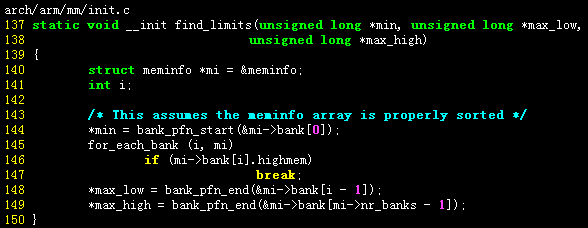 arch/arm/mm/init.c
137 static void __init find_limits(unsigned long *min, unsigned long *max_low,
138                                unsigned long *max_high)
139 {
140         struct meminfo *mi = &meminfo;
141         int i;
142
143         /* This assumes the meminfo array is properly sorted */
144         *min = bank_pfn_start(&mi->bank[0]);
145         for_each_bank (i, mi)
146                 if (mi->bank[i].highmem)
147                                 break;
148         *max_low = bank_pfn_end(&mi->bank[i - 1]);
149         *max_high = bank_pfn_end(&mi->bank[mi->nr_banks - 1]);
150 }